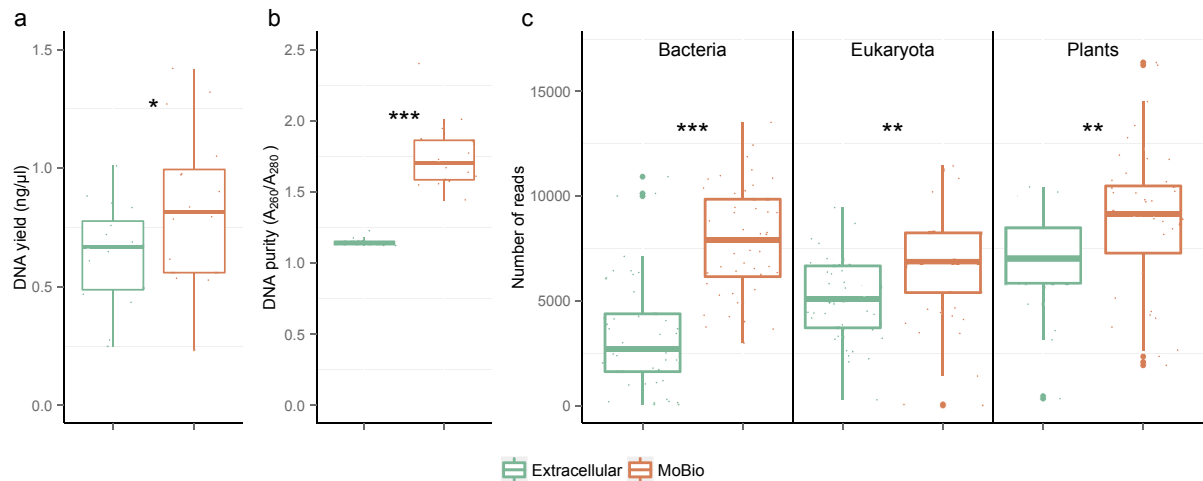 a
DNA yield (ng/µl)
1.5
1.0
0.5
0.0
*
b
DNA purity (A260/A280)
2.5
2.0
1.5
1.0
0.5
0.0
***
c
Number of reads
15000
10000
5000
0
Bacteria
***
Eukaryota
**
Plants
**
Extracellular MoBio